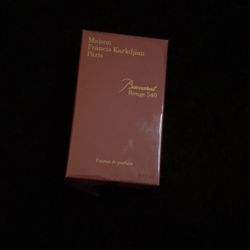 Maison
Francis Kurkdjian
Paris
Baccarat
Rouge 540
Extrait de parfum